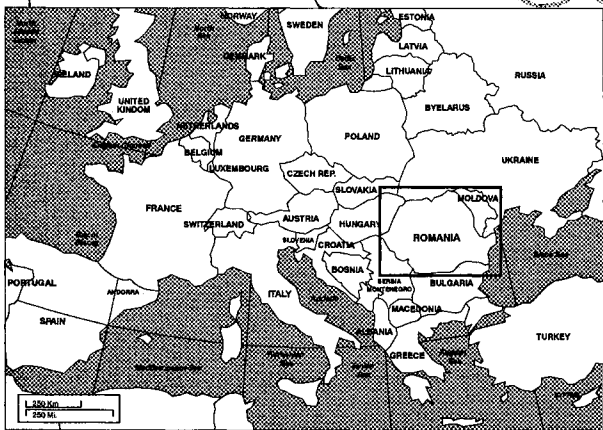 NORWAY
SWEDEN
ESTONIA
LATVIA
LITHUANIA
RUSSIA
DENMARK
IRELAND
UNITED
KINGDOM
BYELARUS
NETHERLANDS
GERMANY
POLAND
BELGIUM
LUXEMBOURG
UKRAINE
CZECH REP.
SLOVAKIA
MOLDOVA
FRANCE
SWITZERLAND
AUSTRIA
HUNGARY
ROMANIA
SLOVENIA
CROATIA
BOSNIA
SERBIA
MONTENEGRO
BULGARIA
PORTUGAL
ANDORRA
ITALY
MACEDONIA
SPAIN
ALBANIA
TURKEY
GREECE
250 Km
250 Mi.